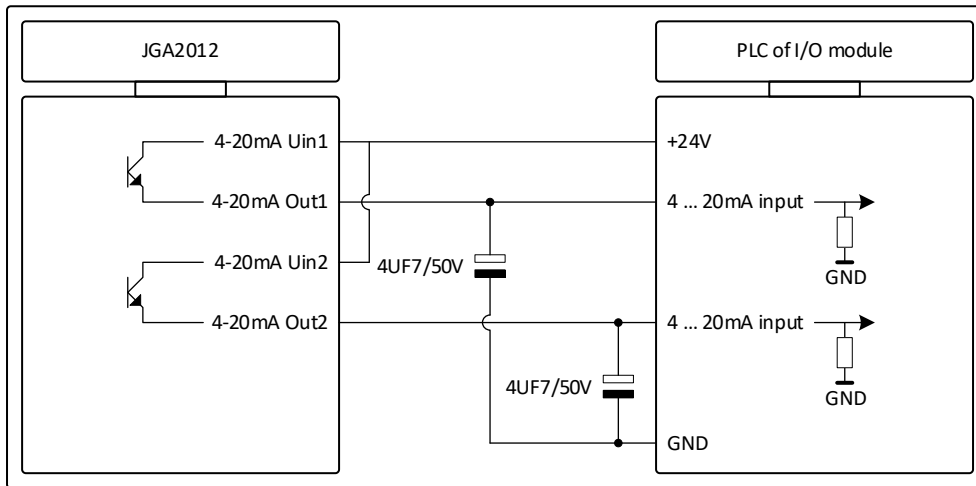 JGA2012
PLC of I/O module
4-20mA Uin1
+24V
4-20mA Out1
4 ... 20mA input
4-20mA Uin2
4UF7/50V
GND
4-20mA Out2
4 ... 20mA input
4UF7/50V
GND
GND